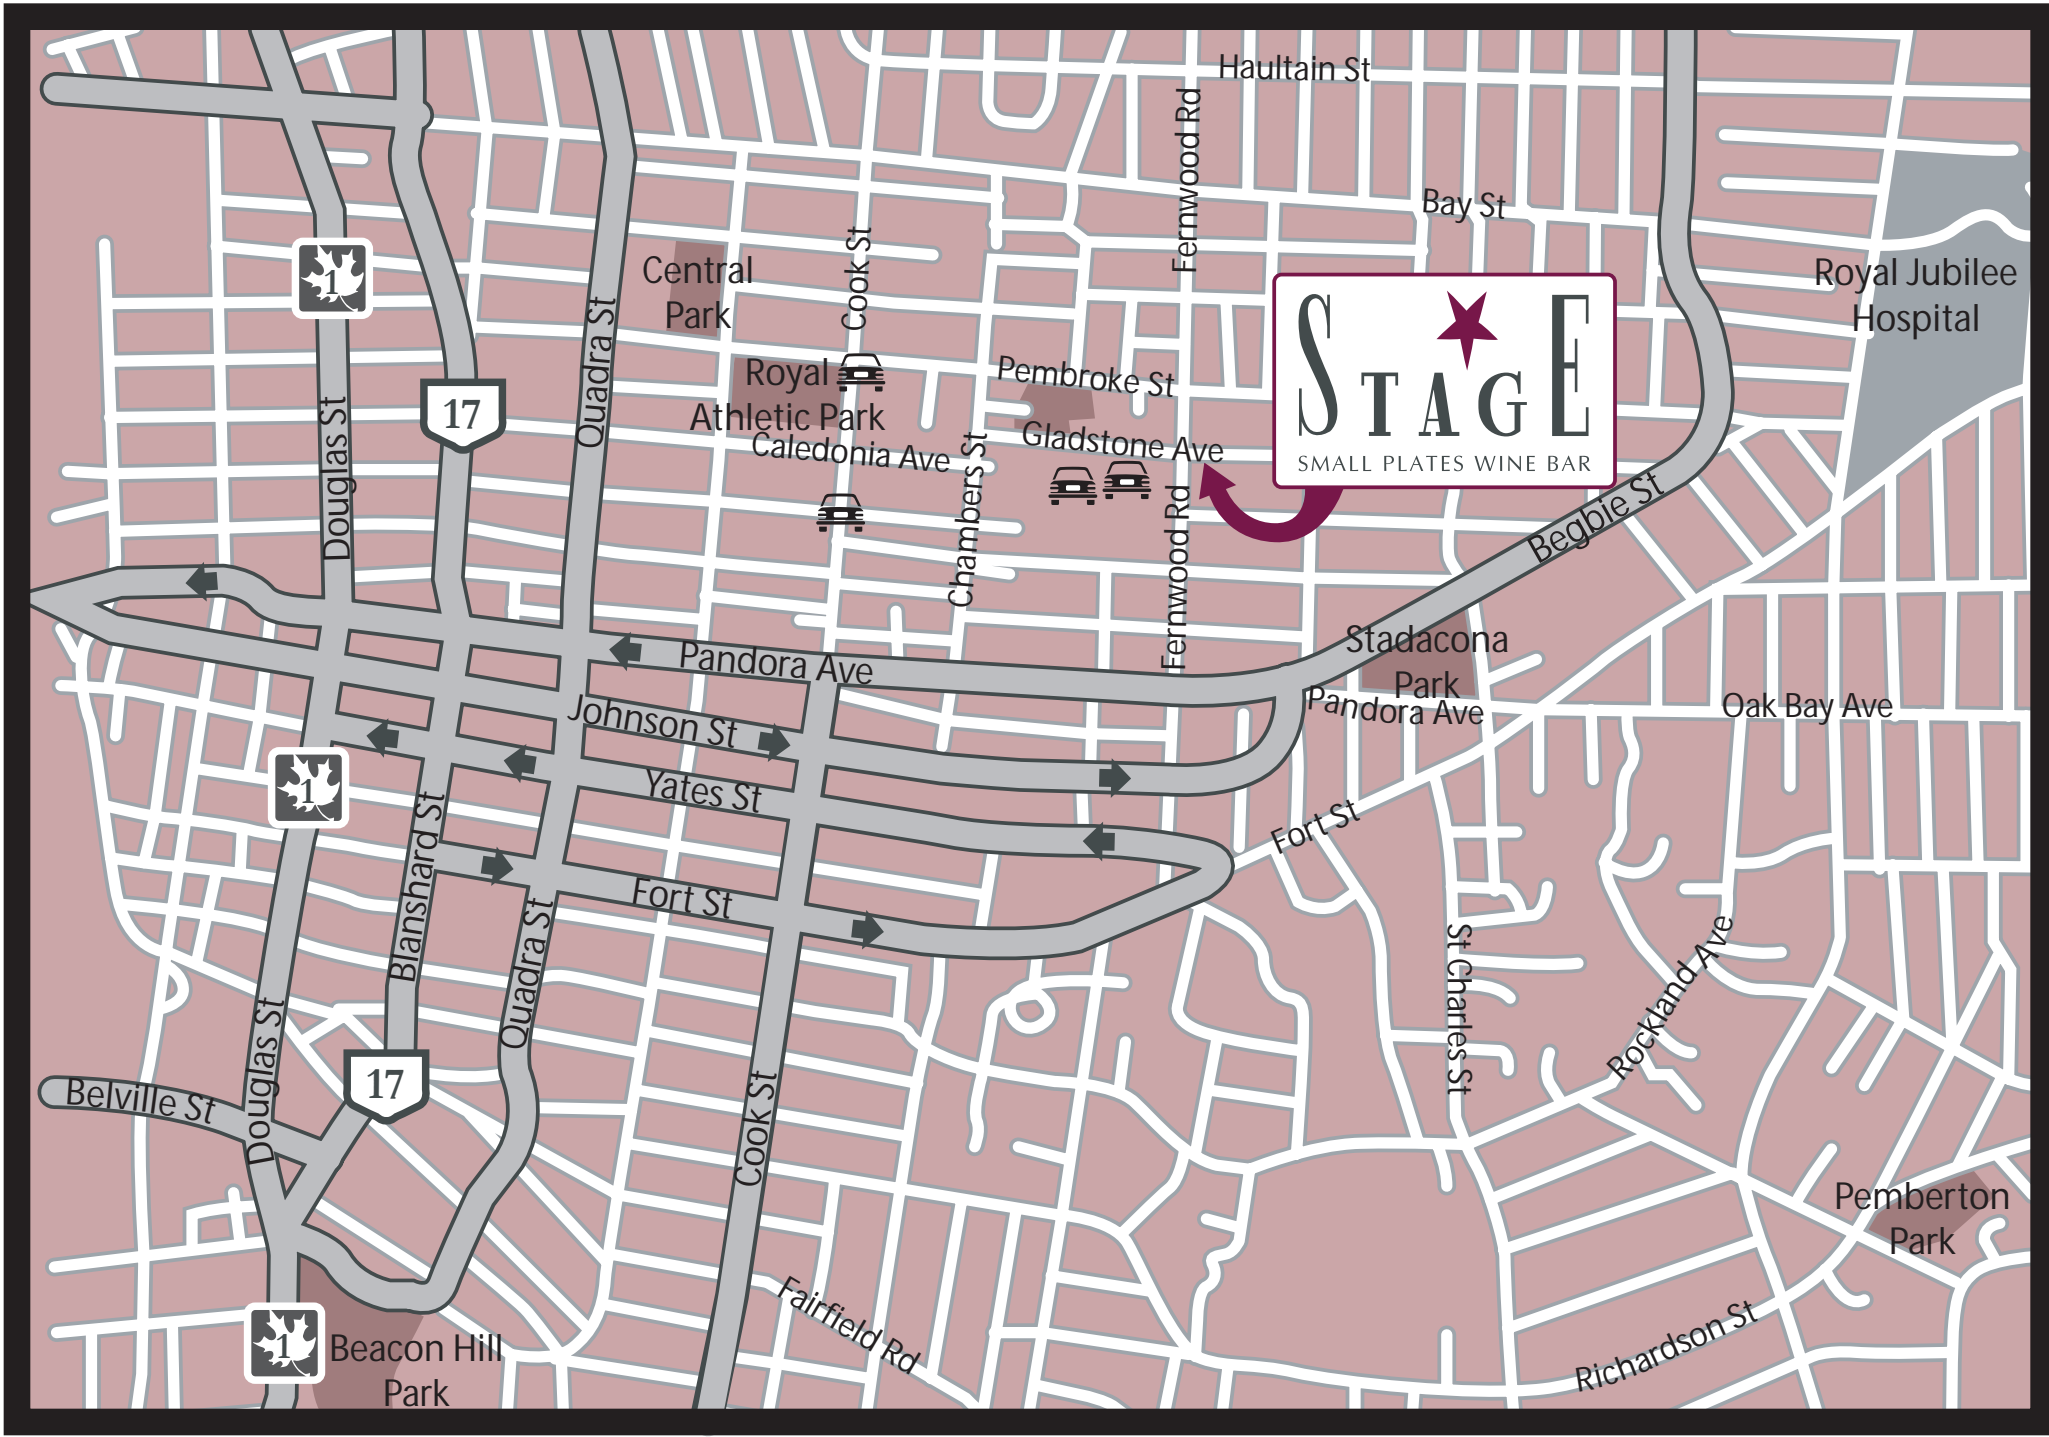 Haultain St
Fernwood Rd
Bay St
Cook St
Central
Park
1
Royal Jubilee
Hospital
STAGE
SMALL PLATES WINE BAR
Quadra St
Pembroke St
Royal
Athletic Park
17
Douglas St
Caledonia Ave
Gladstone Ave
Chambers St
Fernwood Rd
Begbie St
Stadacona
Park
Pandora Ave
Pandora Ave
Oak Bay Ave
Johnson St
Yates St
1
Blanshard St
Fort St
Fort St
Quadra St
St Charles St
Rockland Ave
Douglas St
17
Belville St
Cook St
Pemberton
Park
Fairfield Rd
Richardson St
1
Beacon Hill
Park